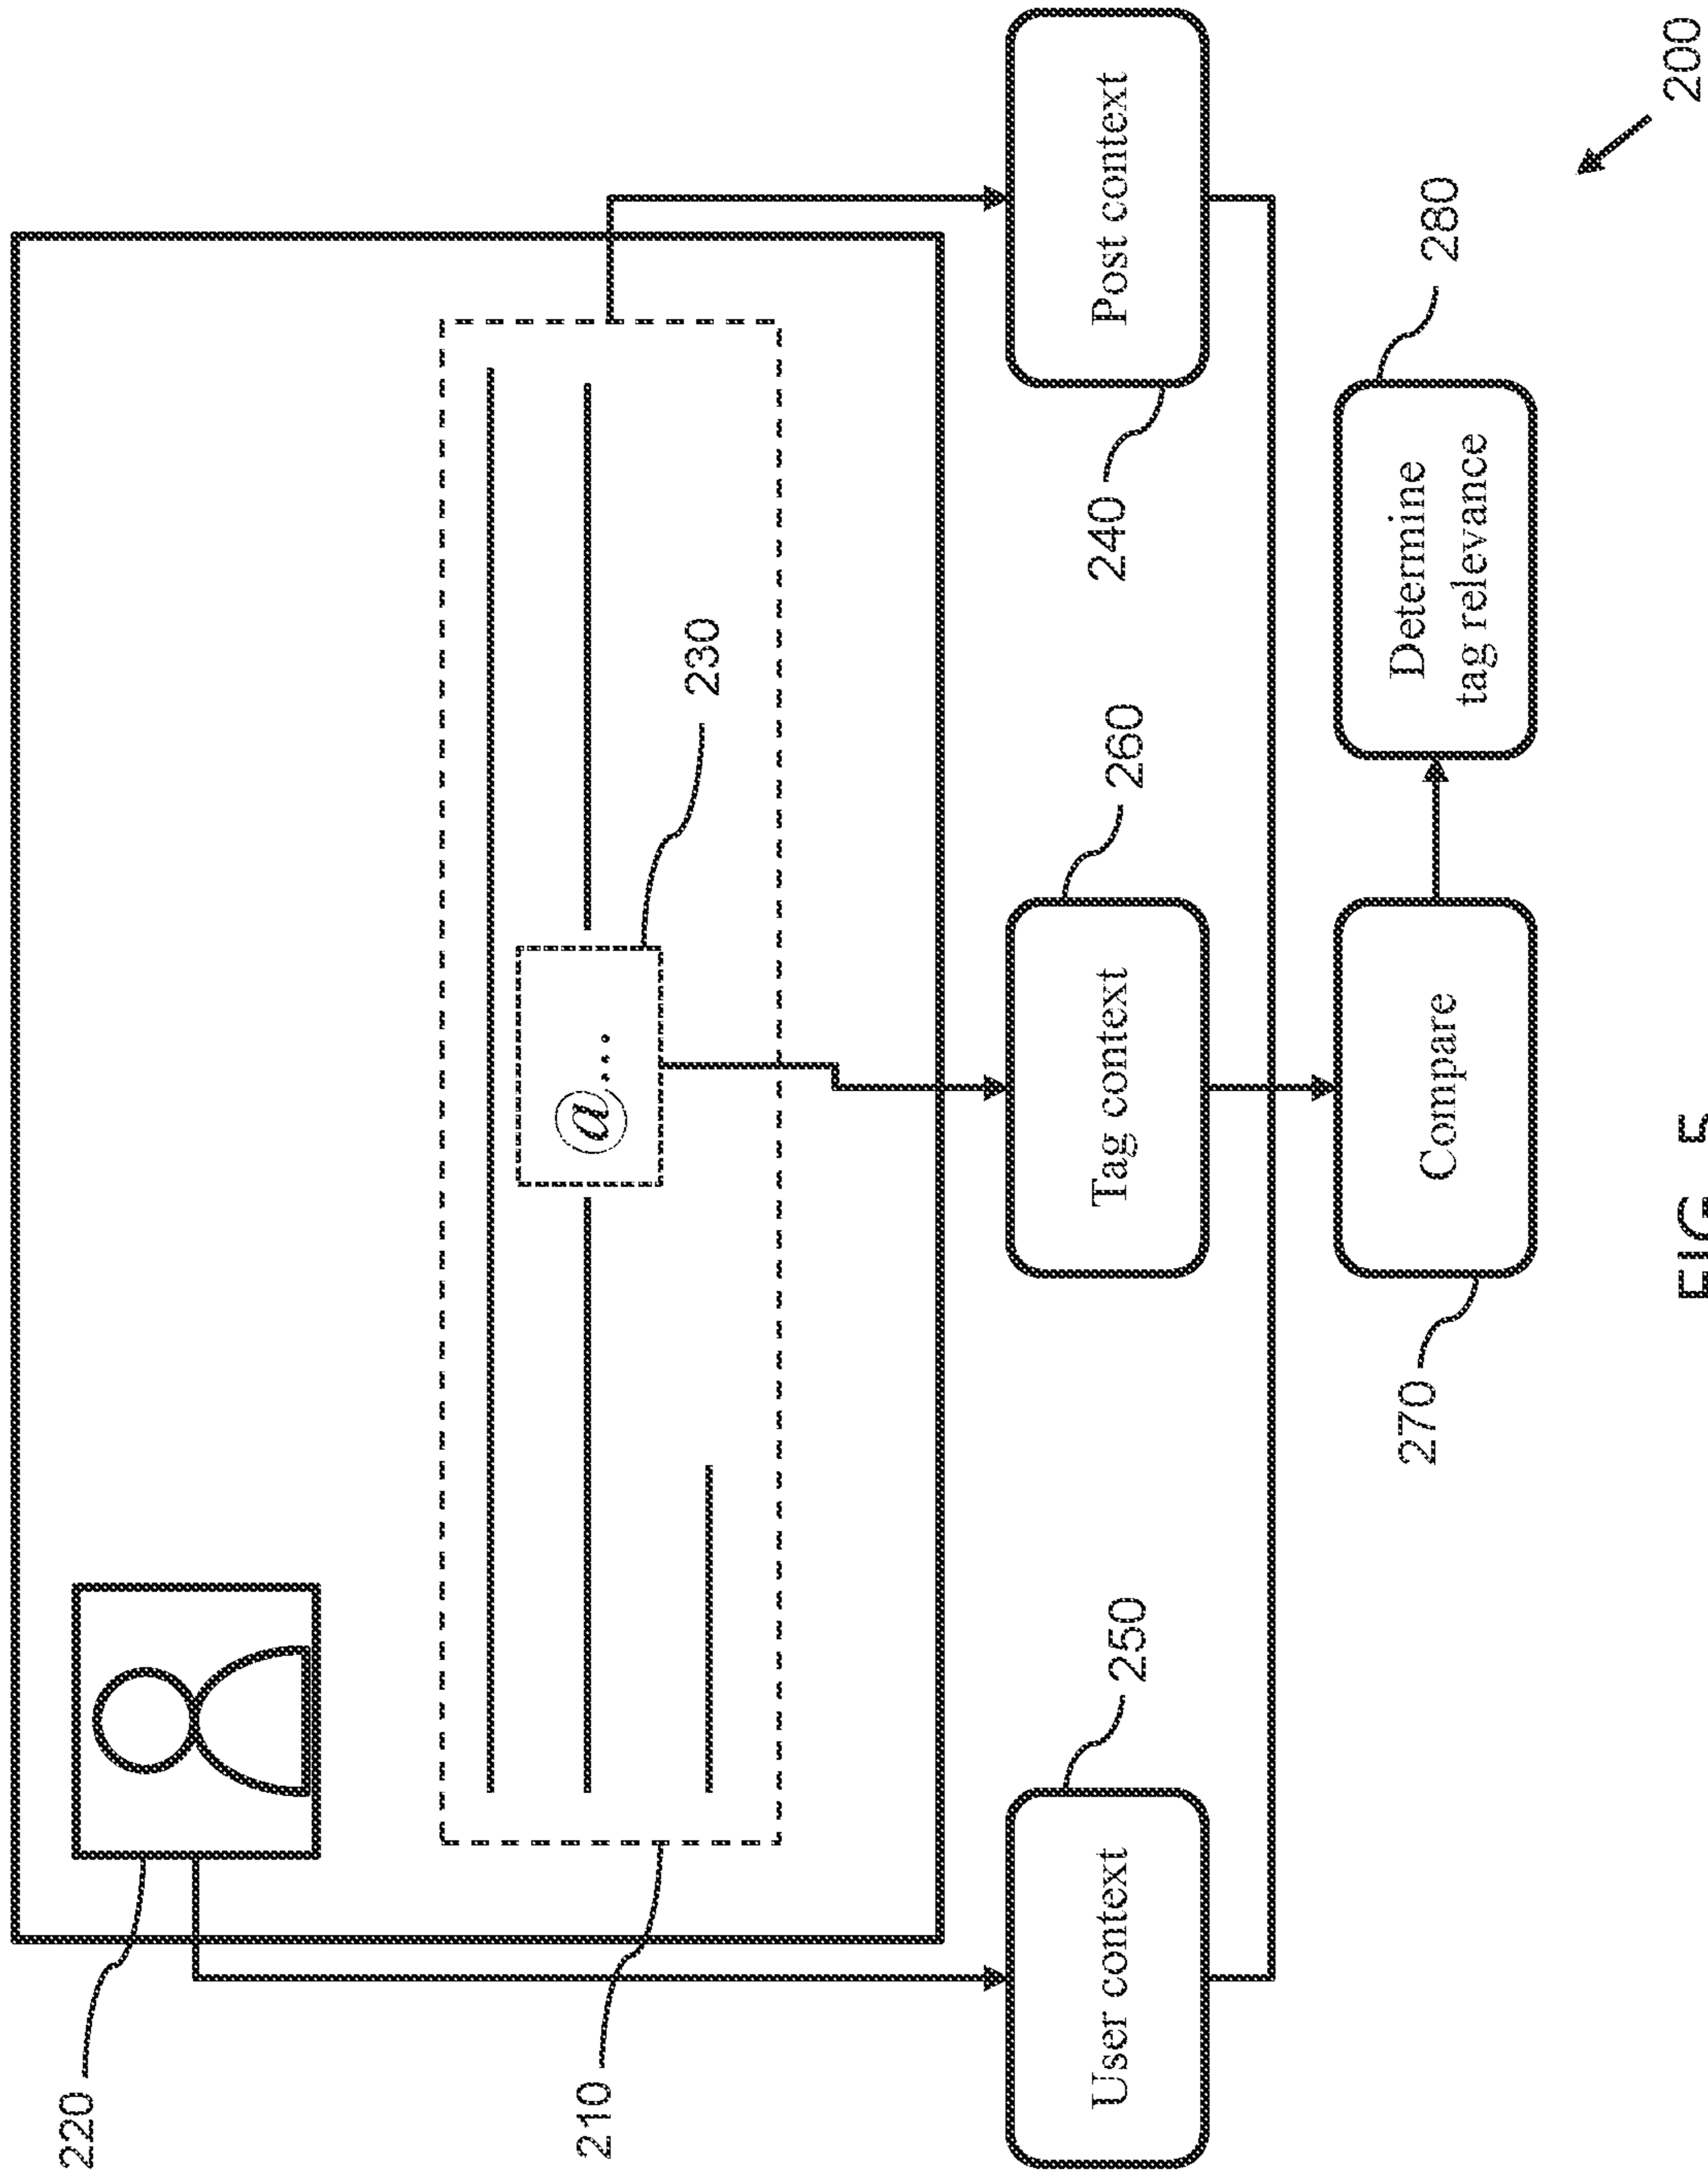 220
210
@...
230
User context
250
Tag context
260
240
Post context
270
Compare
Determine
tag relevance
280
200
FIG. 5